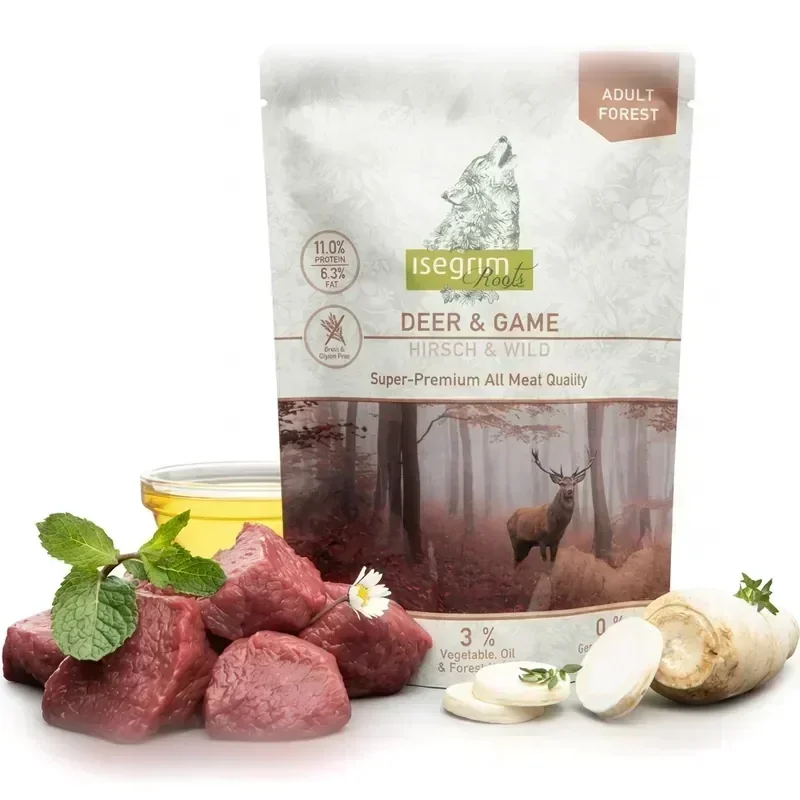 ADULT
FOREST
11.0%
PROTEIN
6.3%
FAT
isegrim
Roots
DEER & GAME
HIRSCH & WILD
Super-Premium All Meat Quality
3 %
Vegetable, Oil
& Forest
0 %